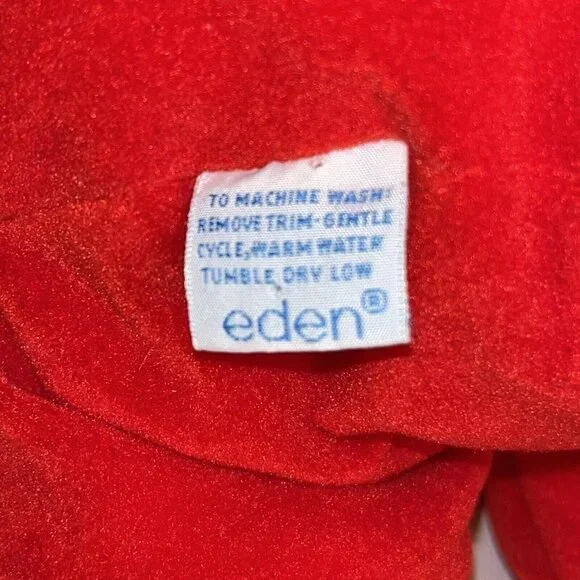 TO MACHINE WASH:
REMOVE TRIM-GENTLE
CYCLE, WARM WATER
TUMBLE DRY LOW
eden®